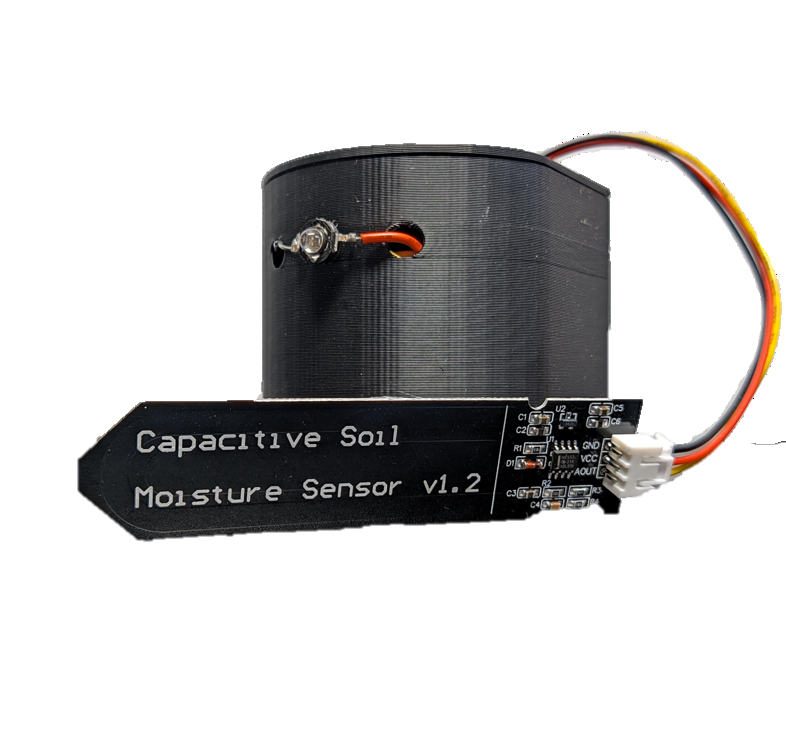 Capacitive Soil
Moisture Sensor v1.2
C1
U2
C5
C2
C6
R1
U1
GND
D1
VCC
AOUT
R2
C3
R3
C4